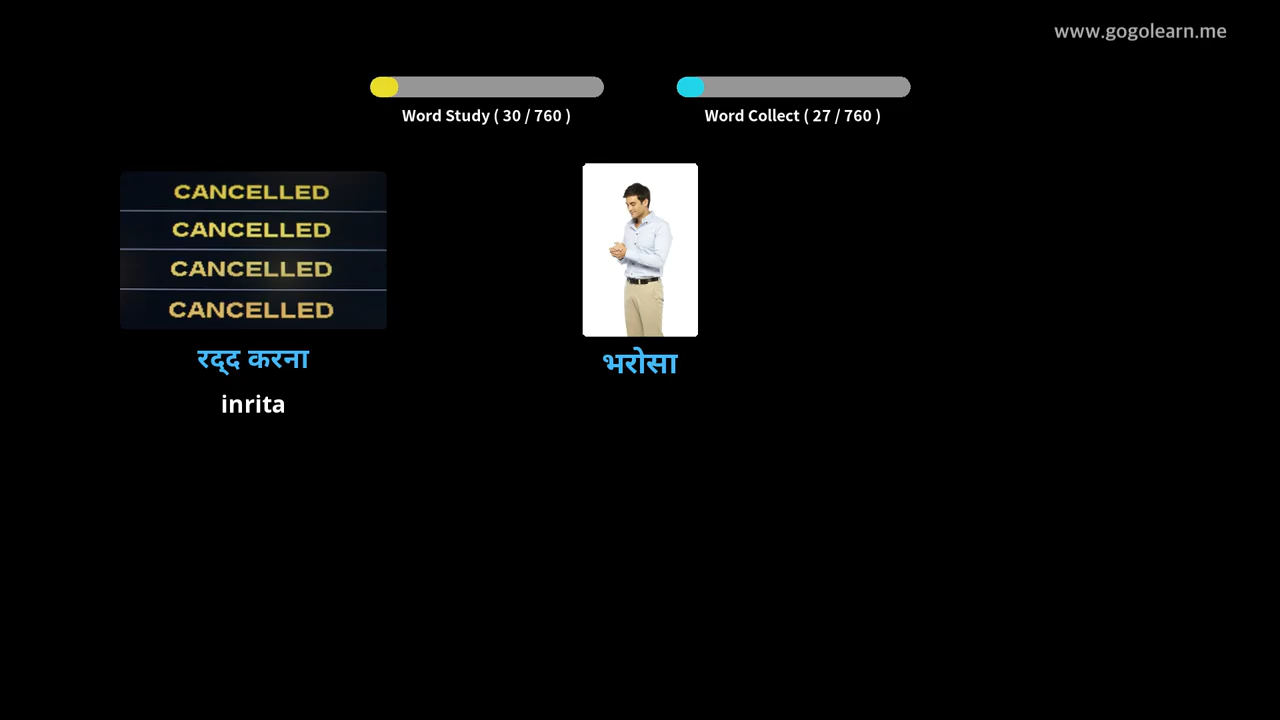 www.gogolearn.me
Word Study ( 30 / 760 )
Word Collect ( 27 / 760 )
CANCELLED
CANCELLED
CANCELLED
CANCELLED
रद्द करना
भरोसा
inrita